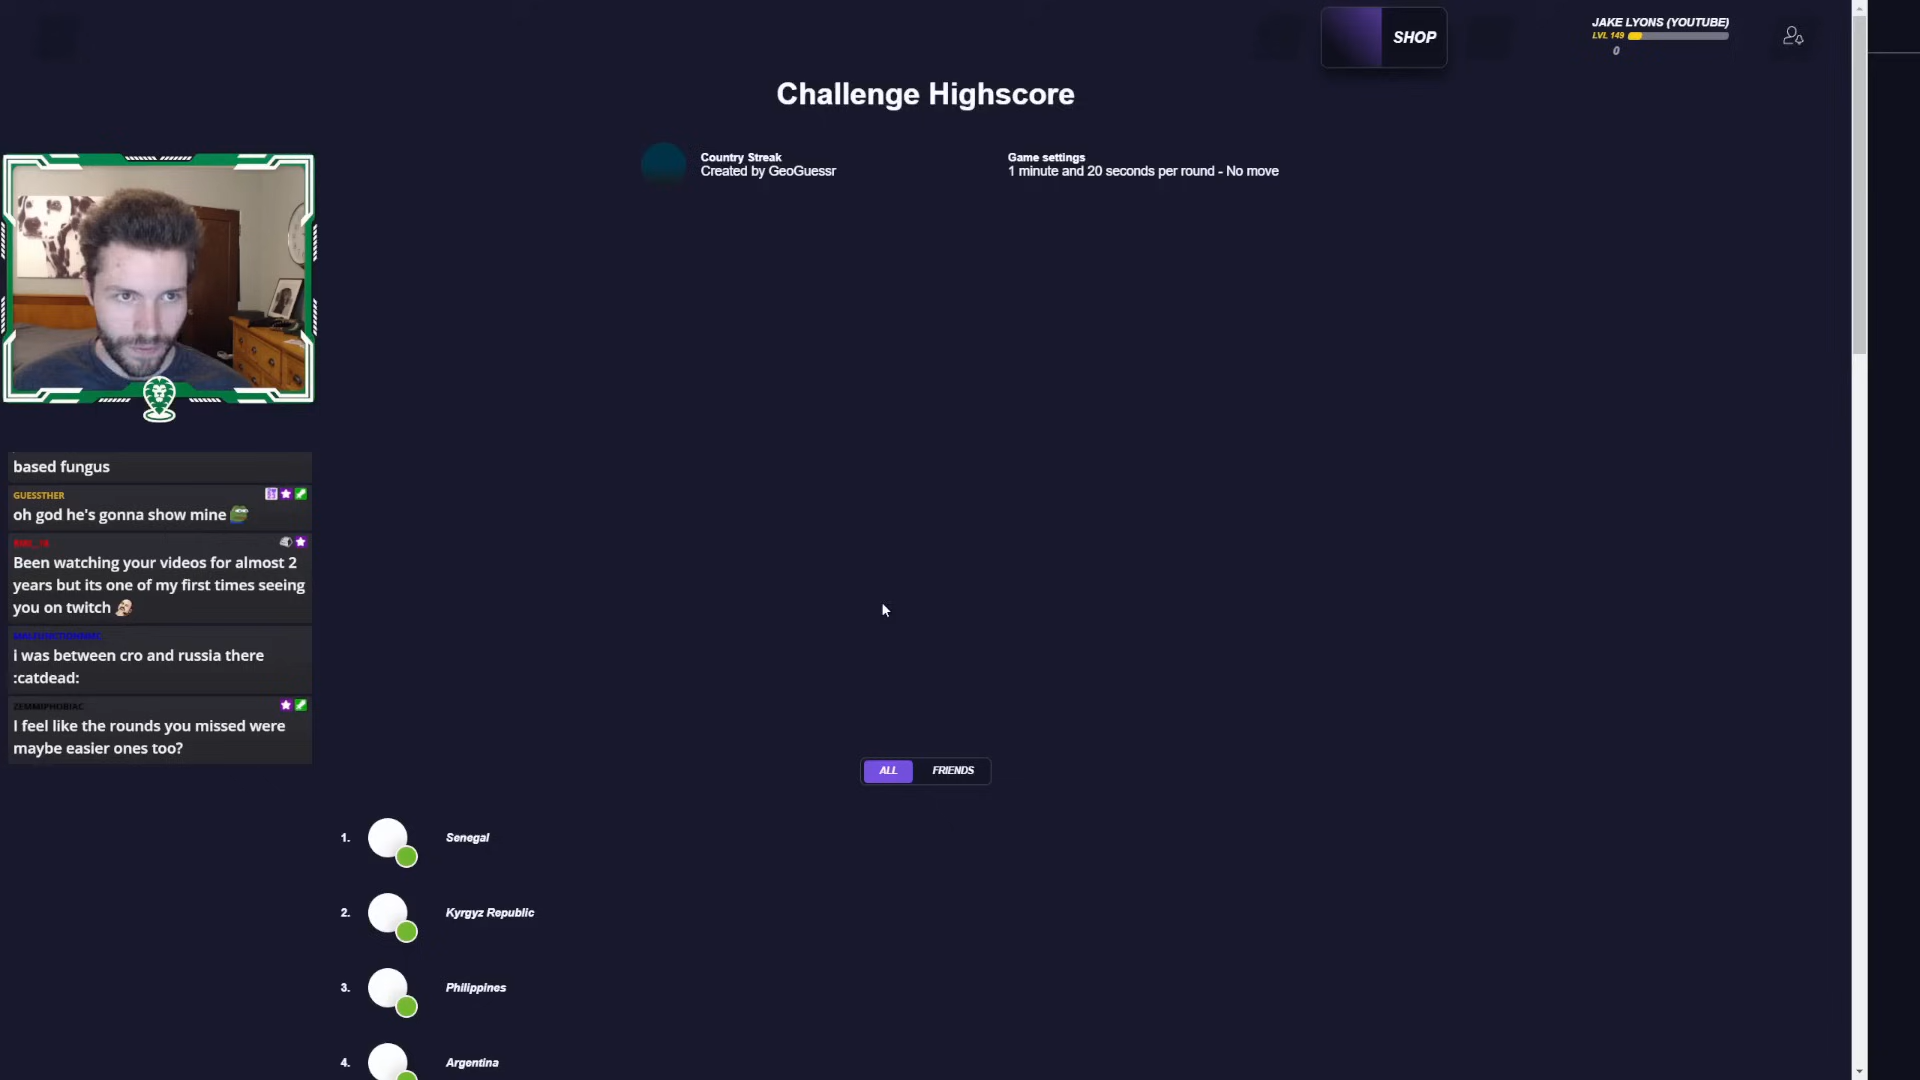 SHOP
JAKE LYONS (YOUTUBE)
LVL 149
0
Challenge Highscore
Country Streak
Created by GeoGuessr
Game settings
1 minute and 20 seconds per round - No move
based fungus
GUESSTHER
oh god he's gonna show mine
Been watching your videos for almost 2
years but its one of my first times seeing
you on twitch
i was between cro and russia there
:catdead:
ZEMMIPHOBIAC
I feel like the rounds you missed were
maybe easier ones too?
ALL
FRIENDS
1.
Senegal
2.
Kyrgyz Republic
3.
Philippines
4.
Argentina